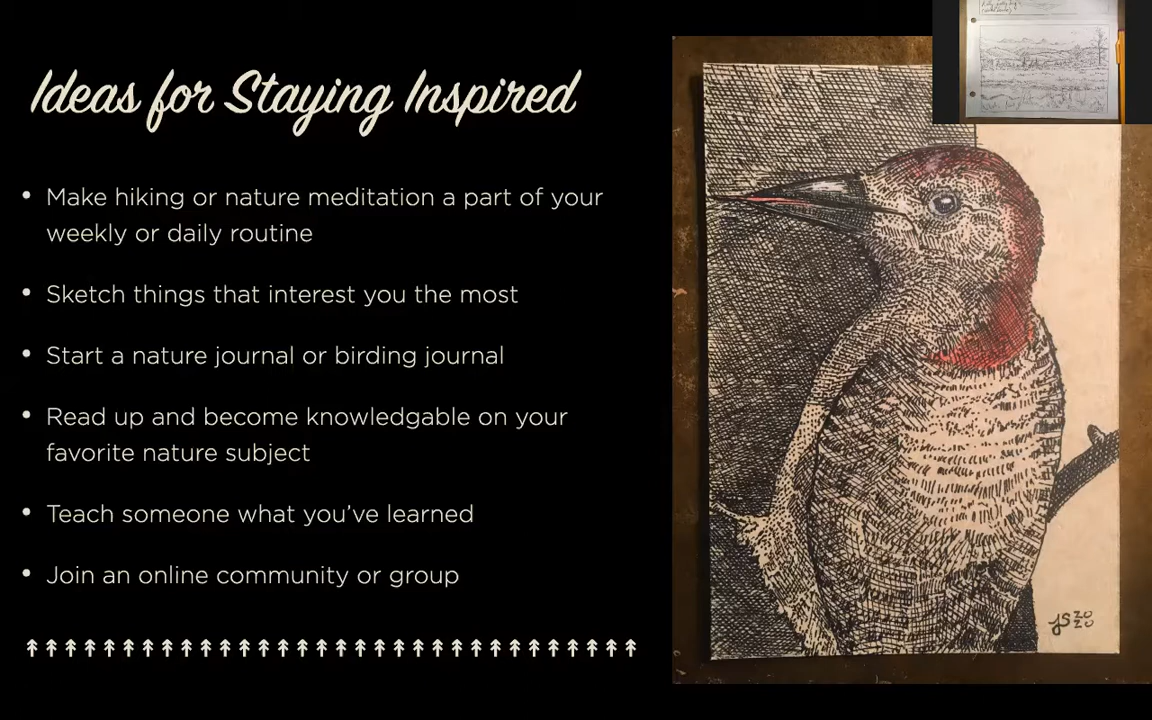 Ideas for Staying Inspired
• Make hiking or nature meditation a part of your
weekly or daily routine
• Sketch things that interest you the most
• Start a nature journal or birding journal
• Read up and become knowledgable on your
favorite nature subject
• Teach someone what you’ve learned
• Join an online community or group
JS 2020